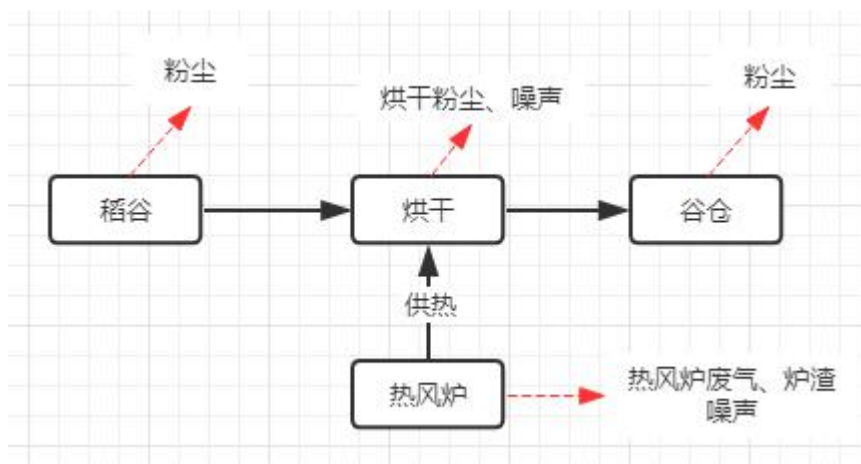 粉尘
粉尘
烘干粉尘、噪声
稻谷
烘干
谷仓
供热
热风炉
热风炉废气、炉渣
噪声